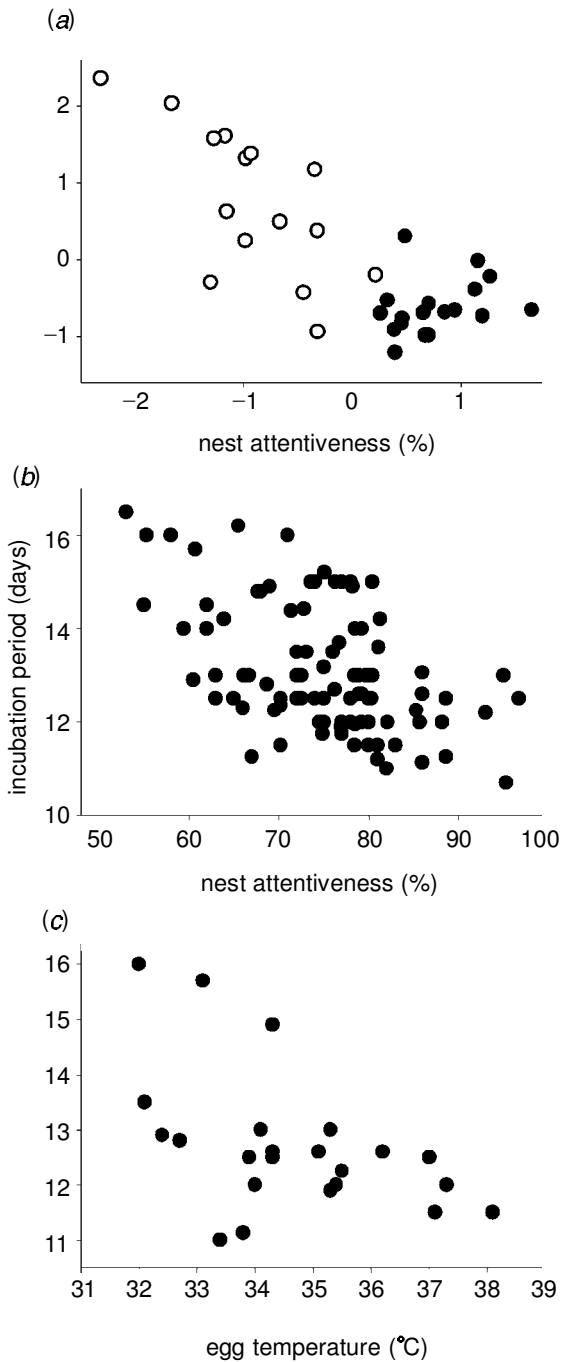 (a)
2
1
0
−1
−2 −1 0 1
nest attentiveness (%)
(b)
16
14
12
10
incubation period (days)
50 60 70 80 90 100
nest attentiveness (%)
(c)
16
15
14
13
12
11
31 32 33 34 35 36 37 38 39
egg temperature (°C)